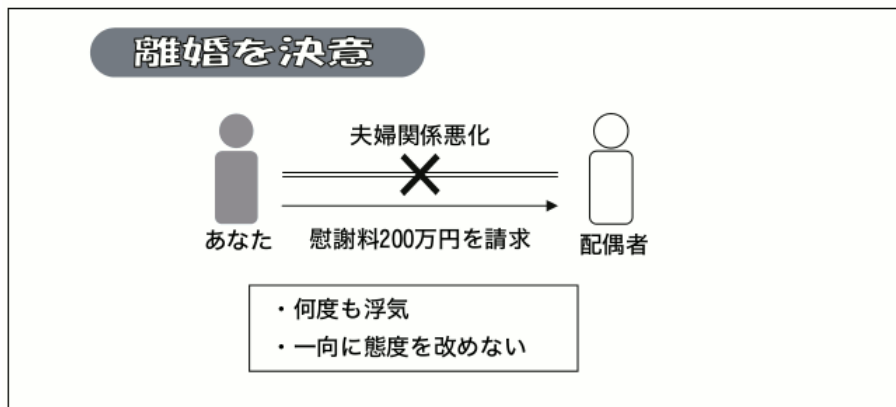 離婚を決意
夫婦関係悪化
あなた
慰謝料200万円を請求
配偶者
・何度も浮気
・一向に態度を改めない